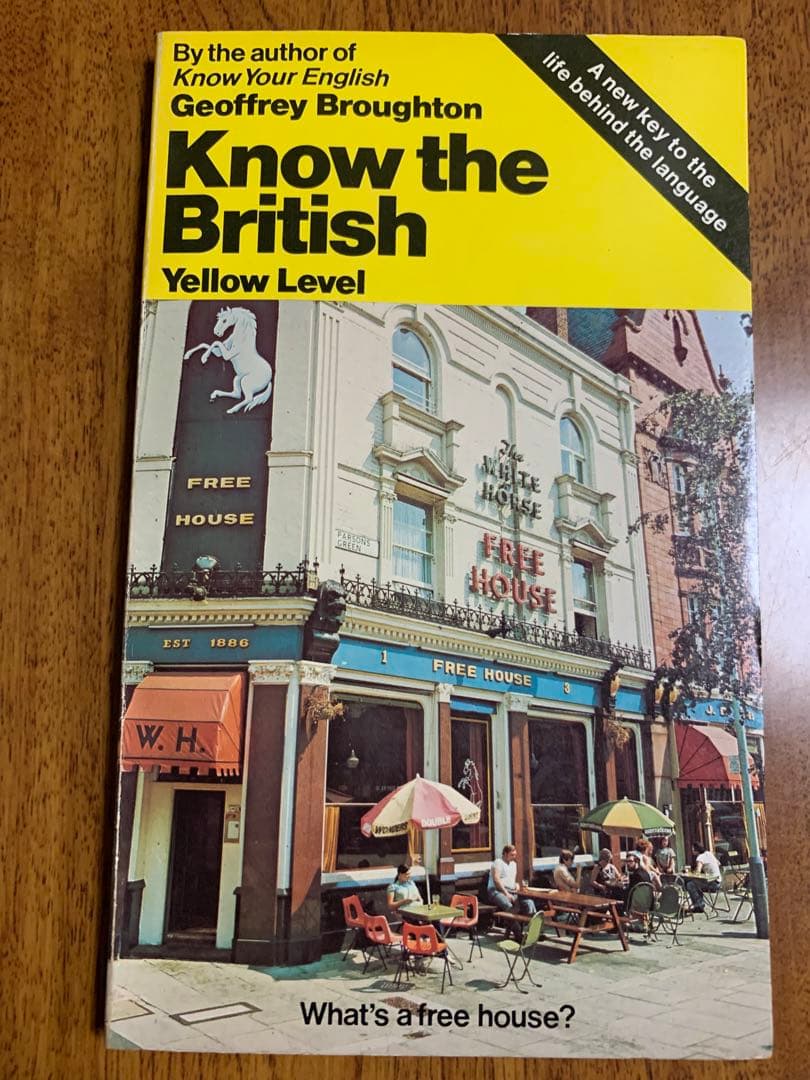 By the author of
Know Your English
Geoffrey Broughton
Know the
British
Yellow Level
A new key to the
life behind the language
FREE
HOUSE
The
WHITE
HORSE
PARSONS
GREEN
FREE
HOUSE
EST 1886
1 FREE HOUSE 3
W. H.
DOUBLE
What's a free house?